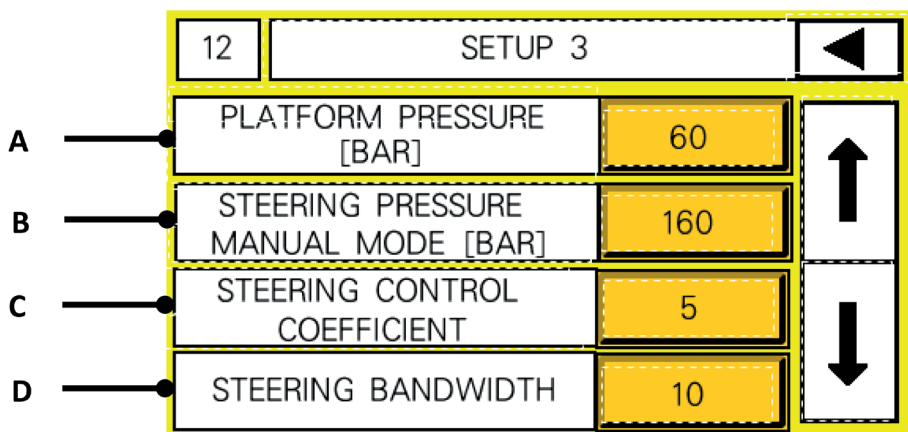 12 SETUP 3
A PLATFORM PRESSURE
[BAR] 60
B STEERING PRESSURE
MANUAL MODE [BAR] 160
C STEERING CONTROL
COEFFICIENT 5
D STEERING BANDWIDTH 10